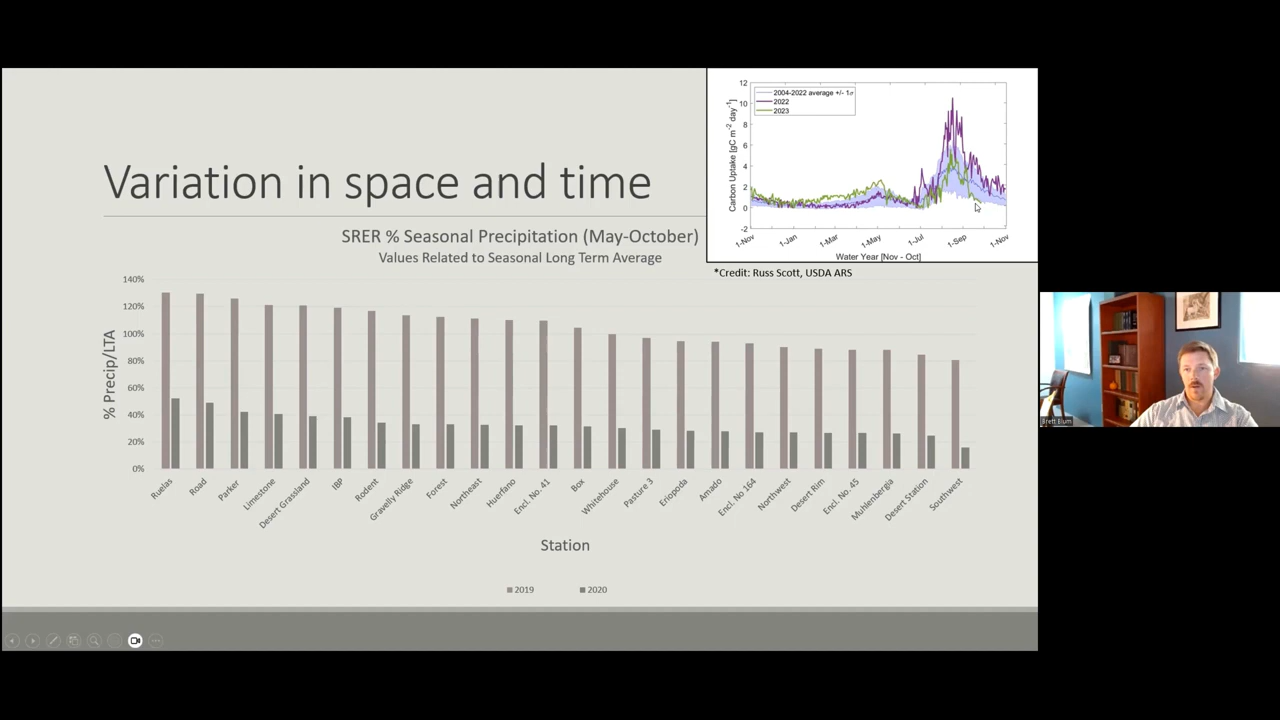 Variation in space and time
SRER % Seasonal Precipitation (May-October)
Values Related to Seasonal Long Term Average
% Precip/LTA
140%
120%
100%
80%
60%
40%
20%
0%
Ruelas
Road
Parker
Limestone
Desert Grassland
IBP
Rodent
Gravelly Ridge
Forest
Northeast
Huerfano
Encl. No. 41
Box
Whitehouse
Pasture 3
Eriopoda
Amado
Encl. No 164
Northwest
Desert Rim
Encl. No. 45
Muhlenbergia
Desert Station
Southwest
Station
2019
2020
Carbon Uptake [gC m-2 day-1]
12
10
8
6
4
2
0
-2
2004-2022 average +/- 1σ
2022
2023
1-Nov
1-Jan
1-Mar
1-May
1-Jul
1-Sep
1-Nov
Water Year [Nov - Oct]
*Credit: Russ Scott, USDA ARS
Brett Blum